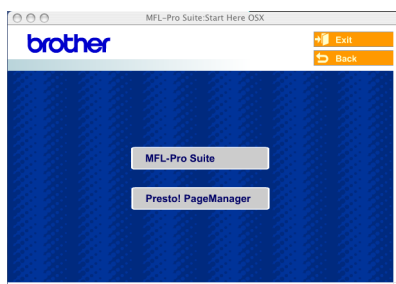 MFL-Pro Suite:Start Here OSX
brother
Exit
Back
MFL-Pro Suite
Presto! PageManager